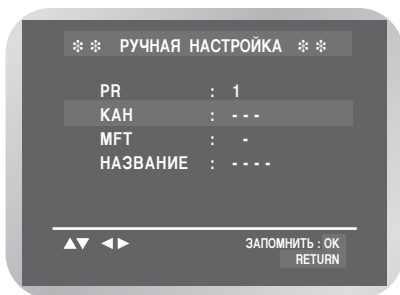 ❇❇ РУЧНАЯ НАСТРОЙКА ❇❇
PR : 1
КАН : - - -
MFT : -
НАЗВАНИЕ : - - - -
▲▼ ◀▶ ЗАПОМНИТЬ : OK
RETURN